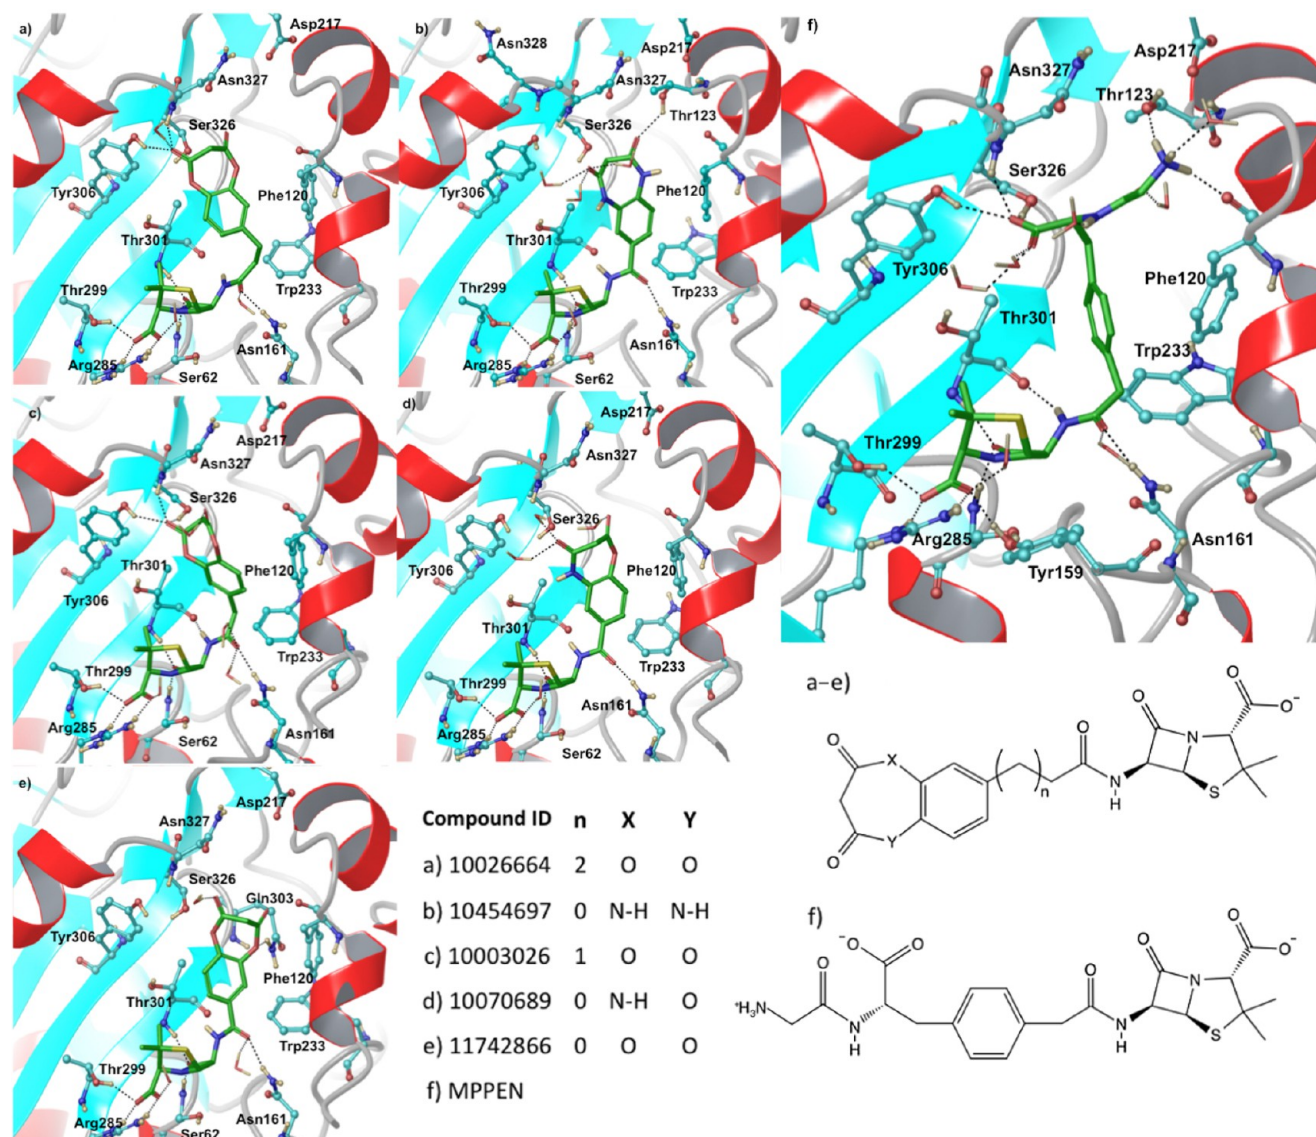 a)
Asp217
Asn327
Ser326
Tyr306
Phe120
Thr301
Thr299
Trp233
Arg285
Asn161
Ser62
b)
Asn328
Asp217
Asn327
Thr123
Ser326
Tyr306
Phe120
Thr301
Thr299
Trp233
Arg285
Asn161
Ser62
f)
Asp217
Asn327
Thr123
Ser326
Tyr306
Phe120
Thr301
Trp233
Thr299
Arg285
Asn161
Tyr159
c)
Asp217
Asn327
Ser326
Thr301
Phe120
Tyr306
Trp233
Thr299
Arg285
Ser62
Asn161
d)
Asp217
Asn327
Ser326
Tyr306
Phe120
Thr301
Trp233
Thr299
Asn161
Arg285
Ser62
e)
Asp217
Asn327
Ser326
Gln303
Tyr306
Phe120
Thr301
Trp233
Thr299
Arg285
Asn161
Ser62
Compound ID n X Y
a) 10026664 2 O O
b) 10454697 0 N-H N-H
c) 10003026 1 O O
d) 10070689 0 N-H O
e) 11742866 0 O O
f) MPPEN
a–e)
O
O⁻
O
O
O
X
N
( )n
N
H
S
O
Y
f)
⁻O
O
O
O⁻
O
O
O
N
⁺H₃N
N
H
N
H
S